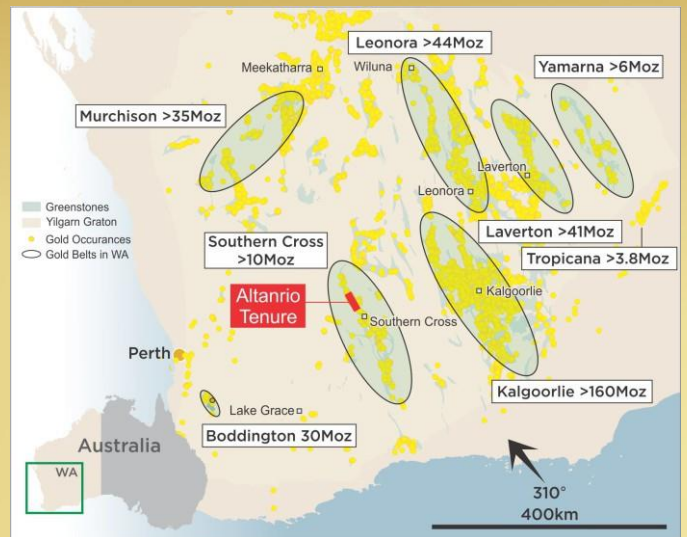 Leonora >44Moz
Meekatharra
Wiluna
Yamarna >6Moz
Murchison >35Moz
Laverton
Leonora
Greenstones
Yilgarn Graton
Gold Occurances
Gold Belts in WA
Southern Cross
>10Moz
Laverton >41Moz
Tropicana >3.8Moz
Altanrio
Tenure
Kalgoorlie
Southern Cross
Perth
Kalgoorlie >160Moz
Lake Grace
Boddington 30Moz
Australia
WA
310°
400km